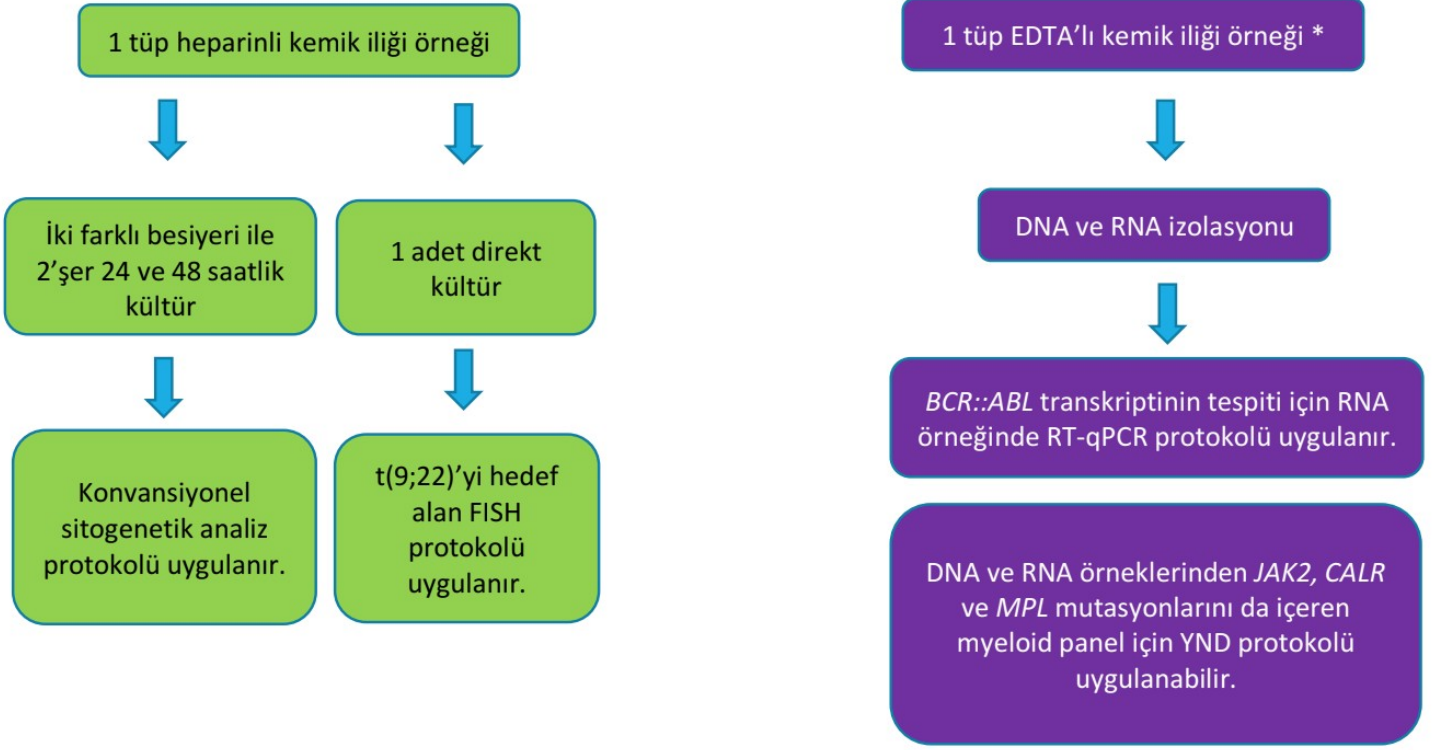 1 tüp heparinli kemik iliği örneği
İki farklı besiyeri ile
2’şer 24 ve 48 saatlik
kültür
1 adet direkt
kültür
Konvansiyonel
sitogenetik analiz
protokolü uygulanır.
t(9;22)’yi hedef
alan FISH
protokolü
uygulanır.
1 tüp EDTA’lı kemik iliği örneği *
DNA ve RNA izolasyonu
BCR::ABL transkriptinin tespiti için RNA
örneğinde RT-qPCR protokolü uygulanır.
DNA ve RNA örneklerinden JAK2, CALR
ve MPL mutasyonlarını da içeren
myeloid panel için YND protokolü
uygulanabilir.